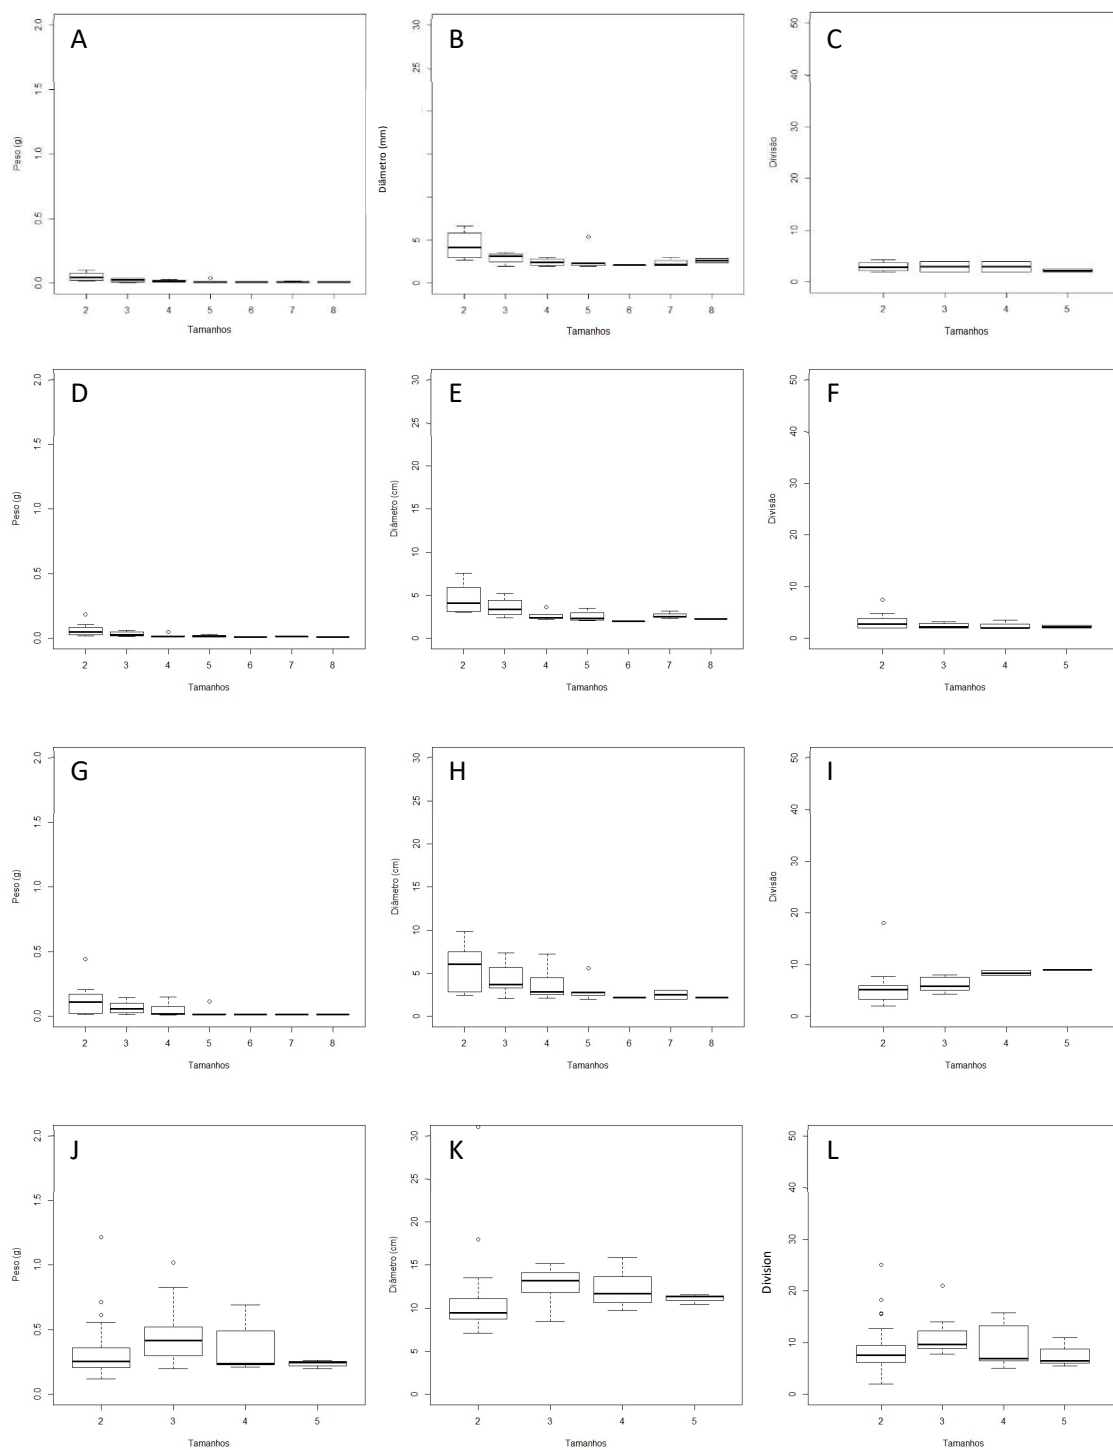 A
2.0
1.5
1.0
0.5
0.0
Peso (g)
2 3 4 5 6 7 8
Tamanhos
B
30
25
10
5
0
Diâmetro (mm)
2 3 4 5 6 7 8
Tamanhos
C
50
40
30
20
10
0
Divisão
2 3 4 5
Tamanhos
D
2.0
1.5
1.0
0.5
0.0
Peso (g)
2 3 4 5 6 7 8
Tamanhos
E
30
25
20
15
10
5
0
Diâmetro (cm)
2 3 4 5 6 7 8
Tamanhos
F
50
40
30
20
10
0
Divisão
2 3 4 5
Tamanhos
G
2.0
1.5
1.0
0.5
0.0
Peso (g)
2 3 4 5 6 7 8
Tamanhos
H
30
25
20
15
10
5
0
Diâmetro (cm)
2 3 4 5 6 7 8
Tamanhos
I
50
40
30
20
10
0
Divisão
2 3 4 5
Tamanhos
J
2.0
1.5
1.0
0.5
0.0
Peso (g)
2 3 4 5
Tamanhos
K
30
25
20
15
10
5
0
Diâmetro (cm)
2 3 4 5
Tamanhos
L
50
40
30
20
10
0
Division
2 3 4 5
Tamanhos